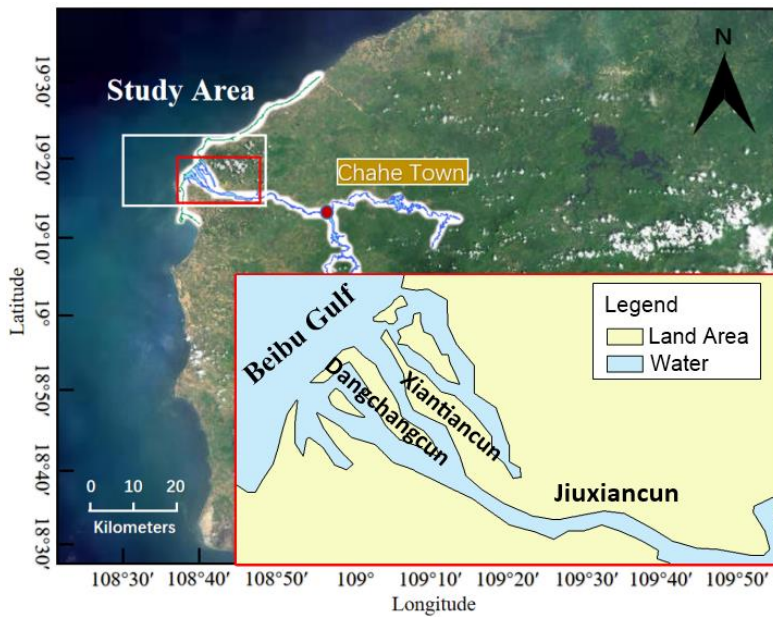 N
Study Area
Chahe Town
Latitude
19°30′
19°20′
19°10′
19°
18°50′
18°40′
18°30′
Beibu Gulf
Dangchangcun
Xiantiancun
Jiuxiancun
Legend
Land Area
Water
0 10 20
Kilometers
108°30′ 108°40′ 108°50′ 109° 109°10′ 109°20′ 109°30′ 109°40′ 109°50′
Longitude